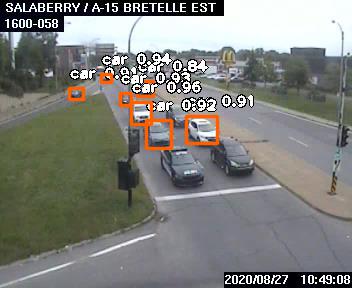 SALABERRY / A-15 BRETELLE EST
1600-058
car 0.94
car 0.84
car 0.93
car 0.96
car 0.92
0.91
2020/08/27 10:49:08